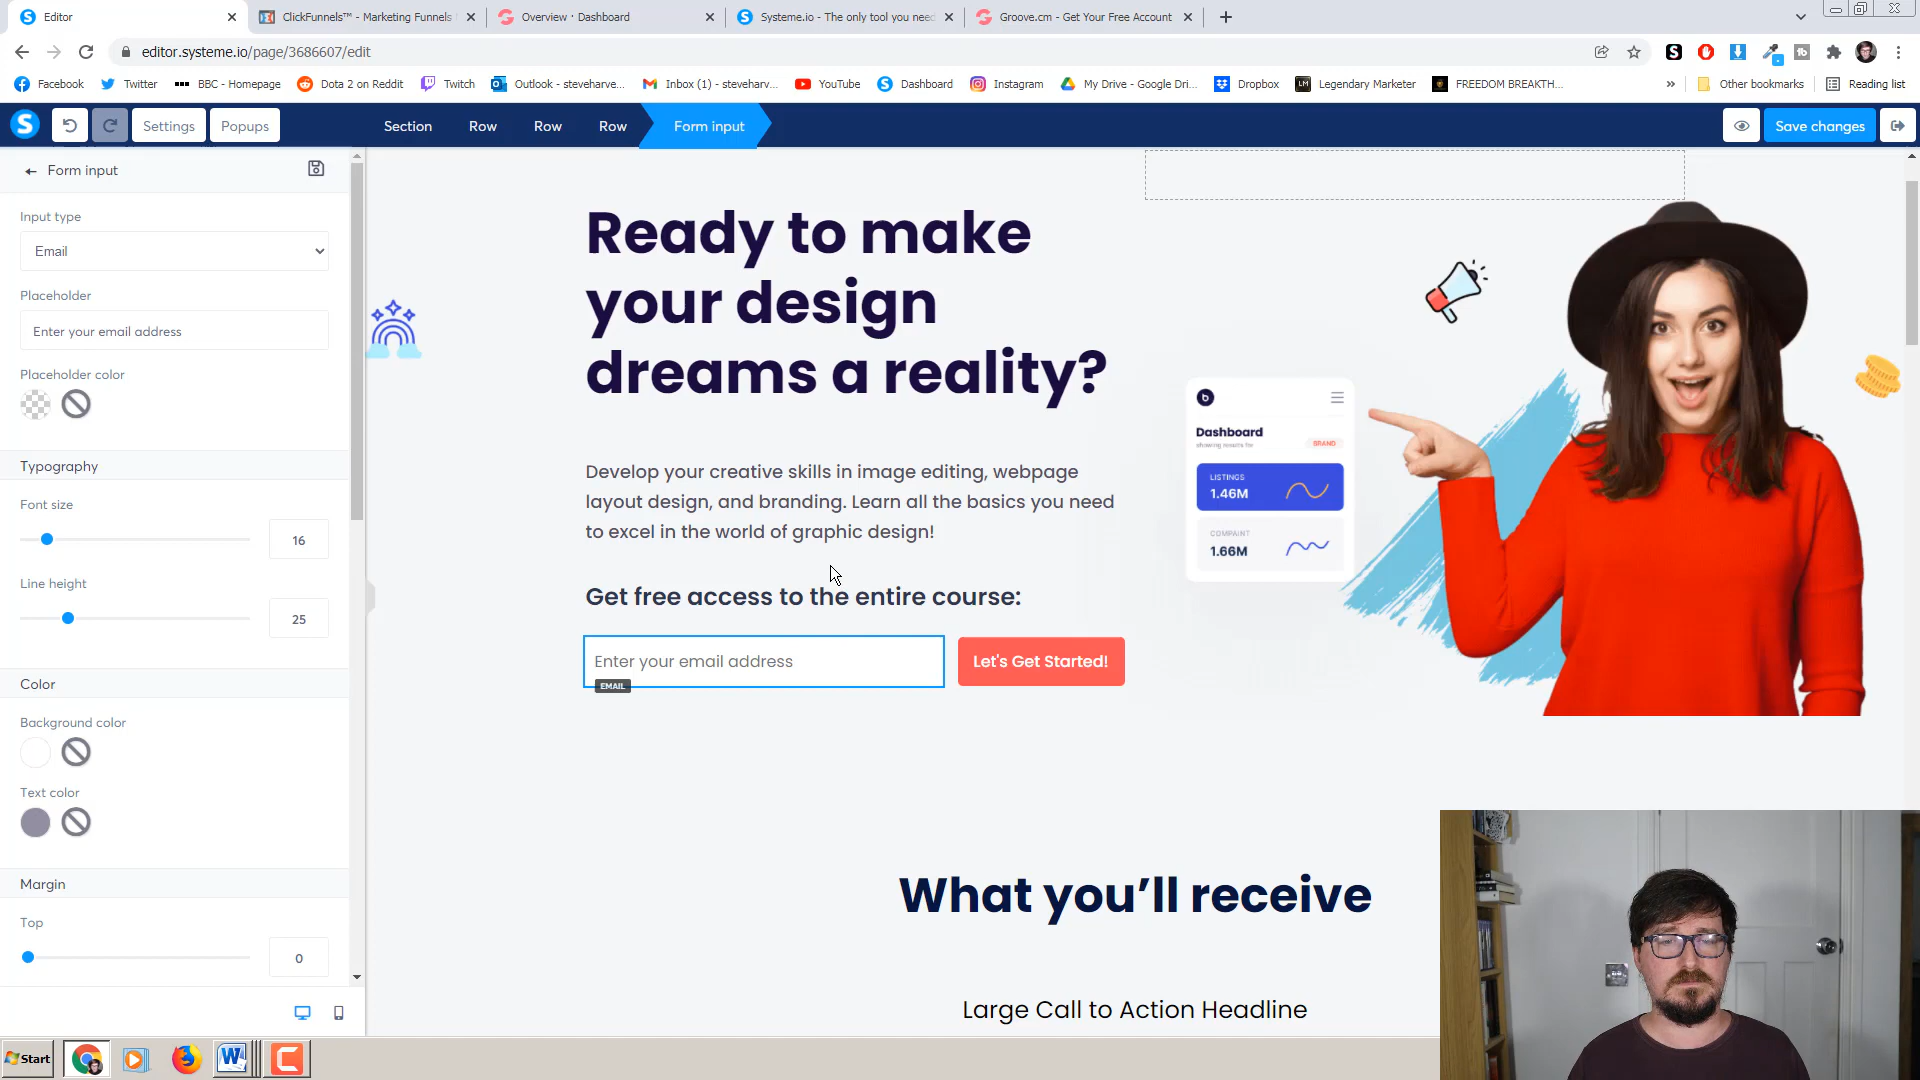 Editor
ClickFunnels™ - Marketing Funnels
Overview · Dashboard
Systeme.io - The only tool you need
Groove.cm - Get Your Free Account
editor.systeme.io/page/3686607/edit
Facebook
Twitter
BBC - Homepage
Dota 2 on Reddit
Twitch
Outlook - steveharve...
Inbox (1) - steveharv...
YouTube
Dashboard
Instagram
My Drive - Google Dri...
Dropbox
Legendary Marketer
FREEDOM BREAKTH...
»
Other bookmarks
Reading list
Settings
Popups
Section
Row
Row
Row
Form input
Save changes
Form input
Input type
Email
Placeholder
Enter your email address
Placeholder color
Typography
Font size
16
Line height
25
Color
Background color
Text color
Margin
Top
0
Ready to make
your design
dreams a reality?
Develop your creative skills in image editing, webpage
layout design, and branding. Learn all the basics you need
to excel in the world of graphic design!
Get free access to the entire course:
Enter your email address
EMAIL
Let's Get Started!
Dashboard
showing results for
BRAND
LISTINGS
1.46M
COMPAINT
1.66M
What you’ll receive
Large Call to Action Headline
Start